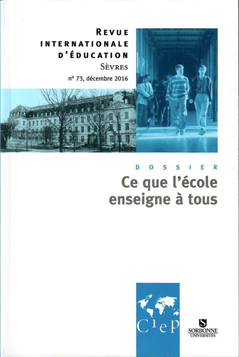 REVUE
INTERNATIONALE
D'ÉDUCATION
SÈVRES
n° 73, décembre 2016
DOSSIER
Ce que l'école
enseigne à tous
CIEP
SORBONNE
UNIVERSITÉS